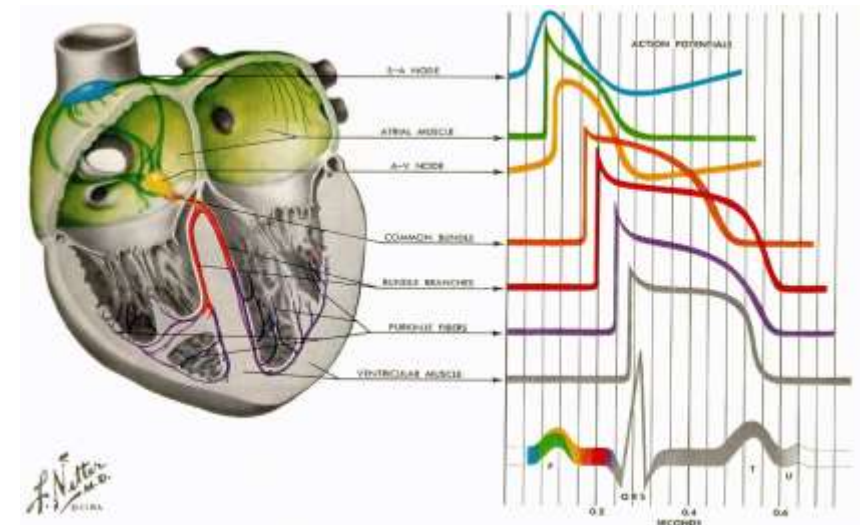 ACTION POTENTIALS
S-A NODE
ATRIAL MUSCLE
A-V NODE
COMMON BUNDLE
BUNDLE BRANCHES
PURKINJE FIBERS
VENTRICULAR MUSCLE
P
T
U
QRS
0.2
0.4
0.6
SECONDS
F. Netter
M.D.
©CIBA